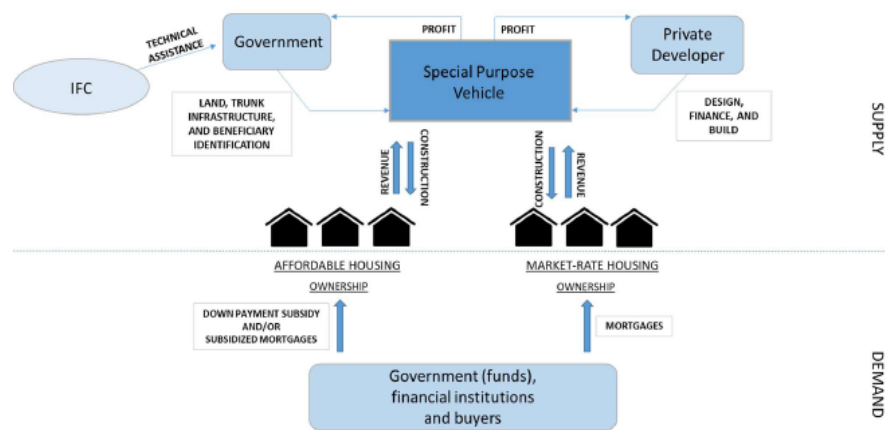 TECHNICAL
ASSISTANCE
IFC
Government
PROFIT
PROFIT
Special Purpose
Vehicle
Private
Developer
LAND, TRUNK
INFRASTRUCTURE,
AND BENEFICIARY
IDENTIFICATION
DESIGN,
FINANCE, AND
BUILD
SUPPLY
REVENUE
CONSTRUCTION
CONSTRUCTION
REVENUE
AFFORDABLE HOUSING
OWNERSHIP
MARKET-RATE HOUSING
OWNERSHIP
DOWN PAYMENT SUBSIDY
AND/OR
SUBSIDIZED MORTGAGES
MORTGAGES
Government (funds),
financial institutions
and buyers
DEMAND